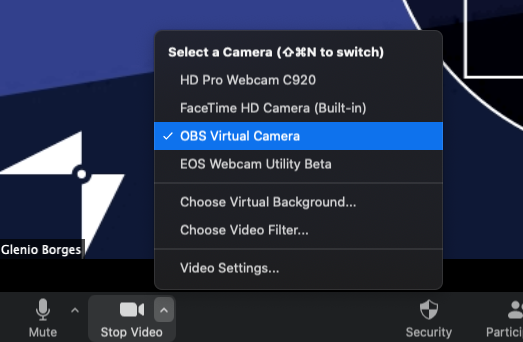 Select a Camera (⇧⌘N to switch)
HD Pro Webcam C920
FaceTime HD Camera (Built-in)
✓ OBS Virtual Camera
EOS Webcam Utility Beta
Choose Virtual Background...
Choose Video Filter...
Video Settings...
Glenio Borges
Mute
Stop Video
Security